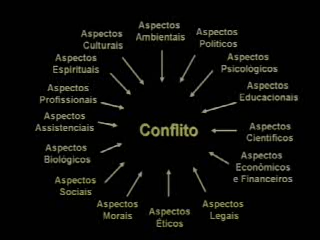 Aspectos
Ambientais
Aspectos
Políticos
Aspectos
Psicológicos
Aspectos
Educacionais
Aspectos
Científicos
Aspectos
Econômicos
e Financeiros
Aspectos
Legais
Aspectos
Éticos
Aspectos
Morais
Aspectos
Sociais
Aspectos
Biológicos
Aspectos
Assistenciais
Aspectos
Profissionais
Aspectos
Espirituais
Aspectos
Culturais
Conflito